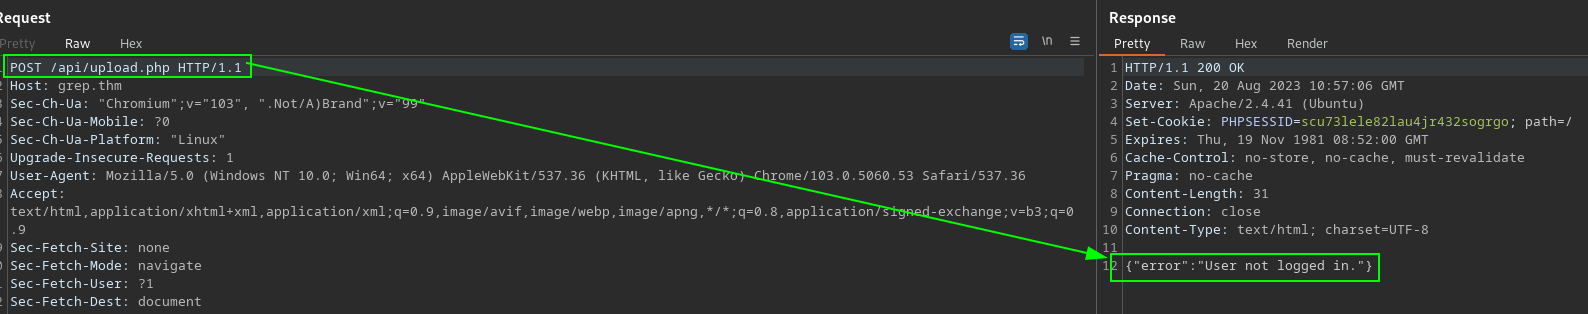 Request
Pretty Raw Hex
\n
POST /api/upload.php HTTP/1.1
2 Host: grep.thm
3 Sec-Ch-Ua: "Chromium";v="103", ".Not/A)Brand";v="99"
4 Sec-Ch-Ua-Mobile: ?0
5 Sec-Ch-Ua-Platform: "Linux"
6 Upgrade-Insecure-Requests: 1
7 User-Agent: Mozilla/5.0 (Windows NT 10.0; Win64; x64) AppleWebKit/537.36 (KHTML, like Gecko) Chrome/103.0.5060.53 Safari/537.36
8 Accept:
text/html,application/xhtml+xml,application/xml;q=0.9,image/avif,image/webp,image/apng,*/*;q=0.8,application/signed-exchange;v=b3;q=0
.9
9 Sec-Fetch-Site: none
0 Sec-Fetch-Mode: navigate
1 Sec-Fetch-User: ?1
2 Sec-Fetch-Dest: document
Response
Pretty Raw Hex Render
1 HTTP/1.1 200 OK
2 Date: Sun, 20 Aug 2023 10:57:06 GMT
3 Server: Apache/2.4.41 (Ubuntu)
4 Set-Cookie: PHPSESSID=scu73lele82lau4jr432sogrgo; path=/
5 Expires: Thu, 19 Nov 1981 08:52:00 GMT
6 Cache-Control: no-store, no-cache, must-revalidate
7 Pragma: no-cache
8 Content-Length: 31
9 Connection: close
10 Content-Type: text/html; charset=UTF-8
11
12 {"error":"User not logged in."}